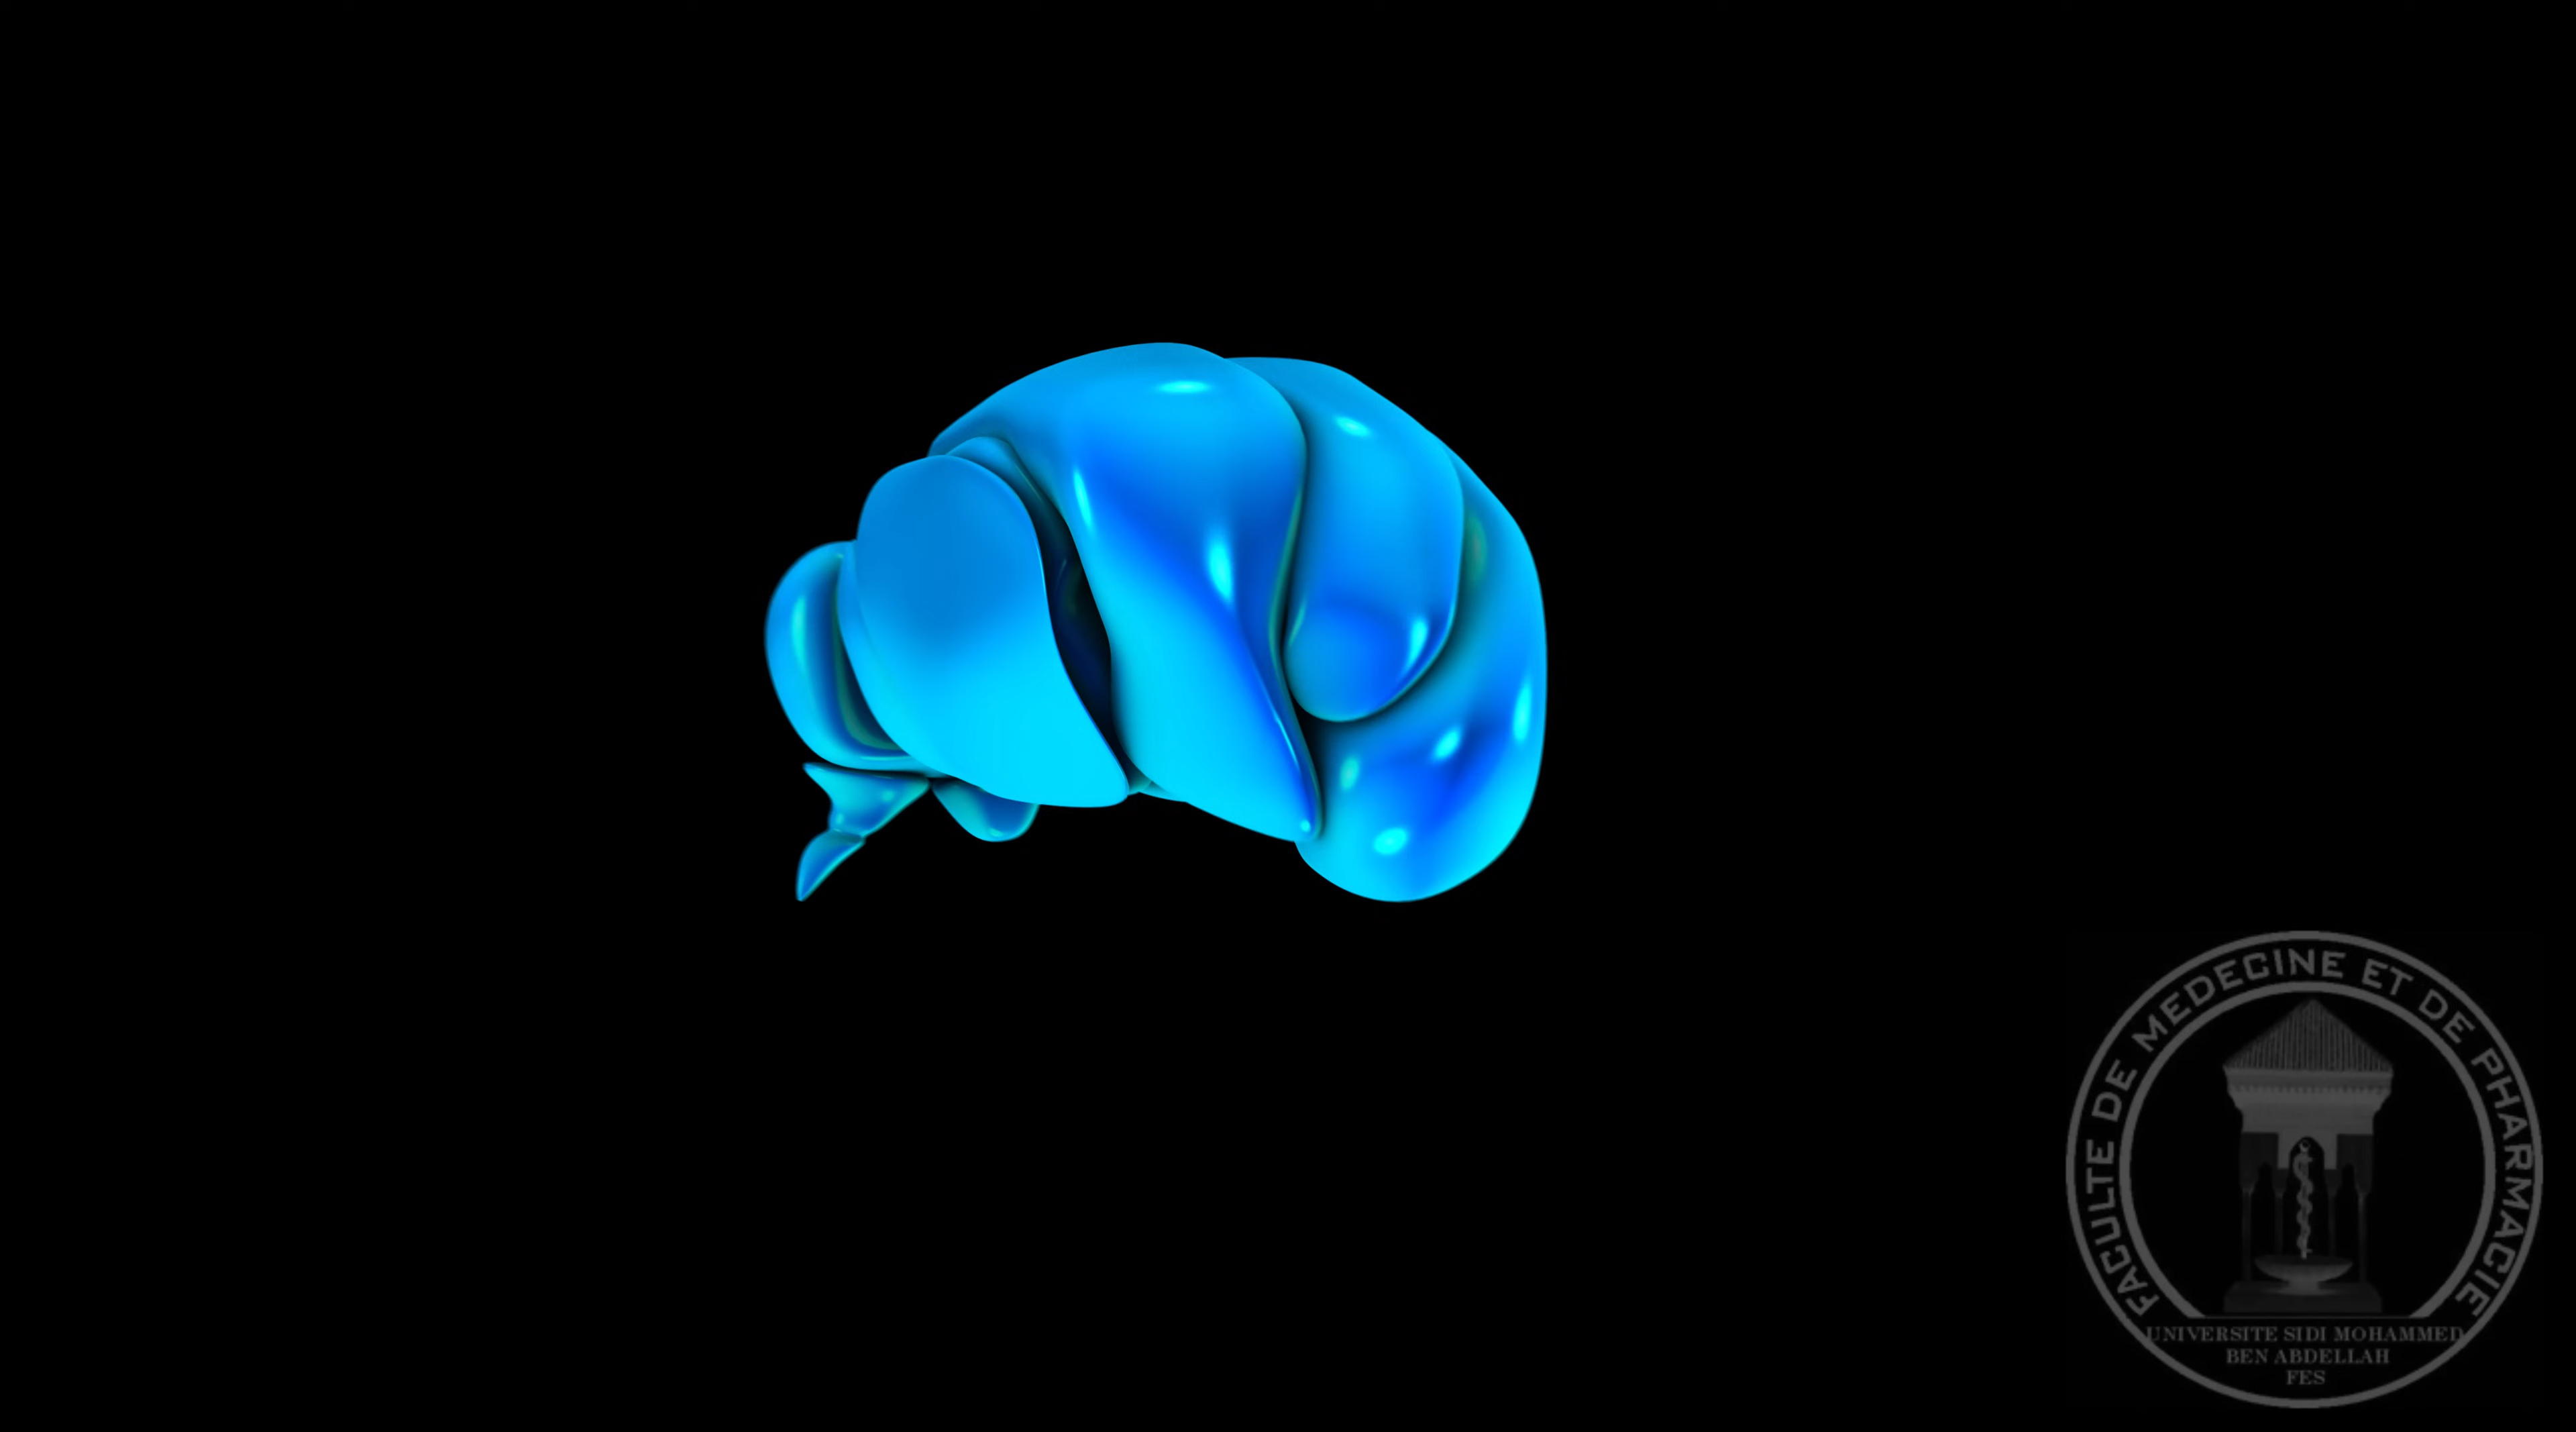 FACULTE DE MEDECINE ET DE PHARMACIE
UNIVERSITE SIDI MOHAMMED
BEN ABDELLAH
FES